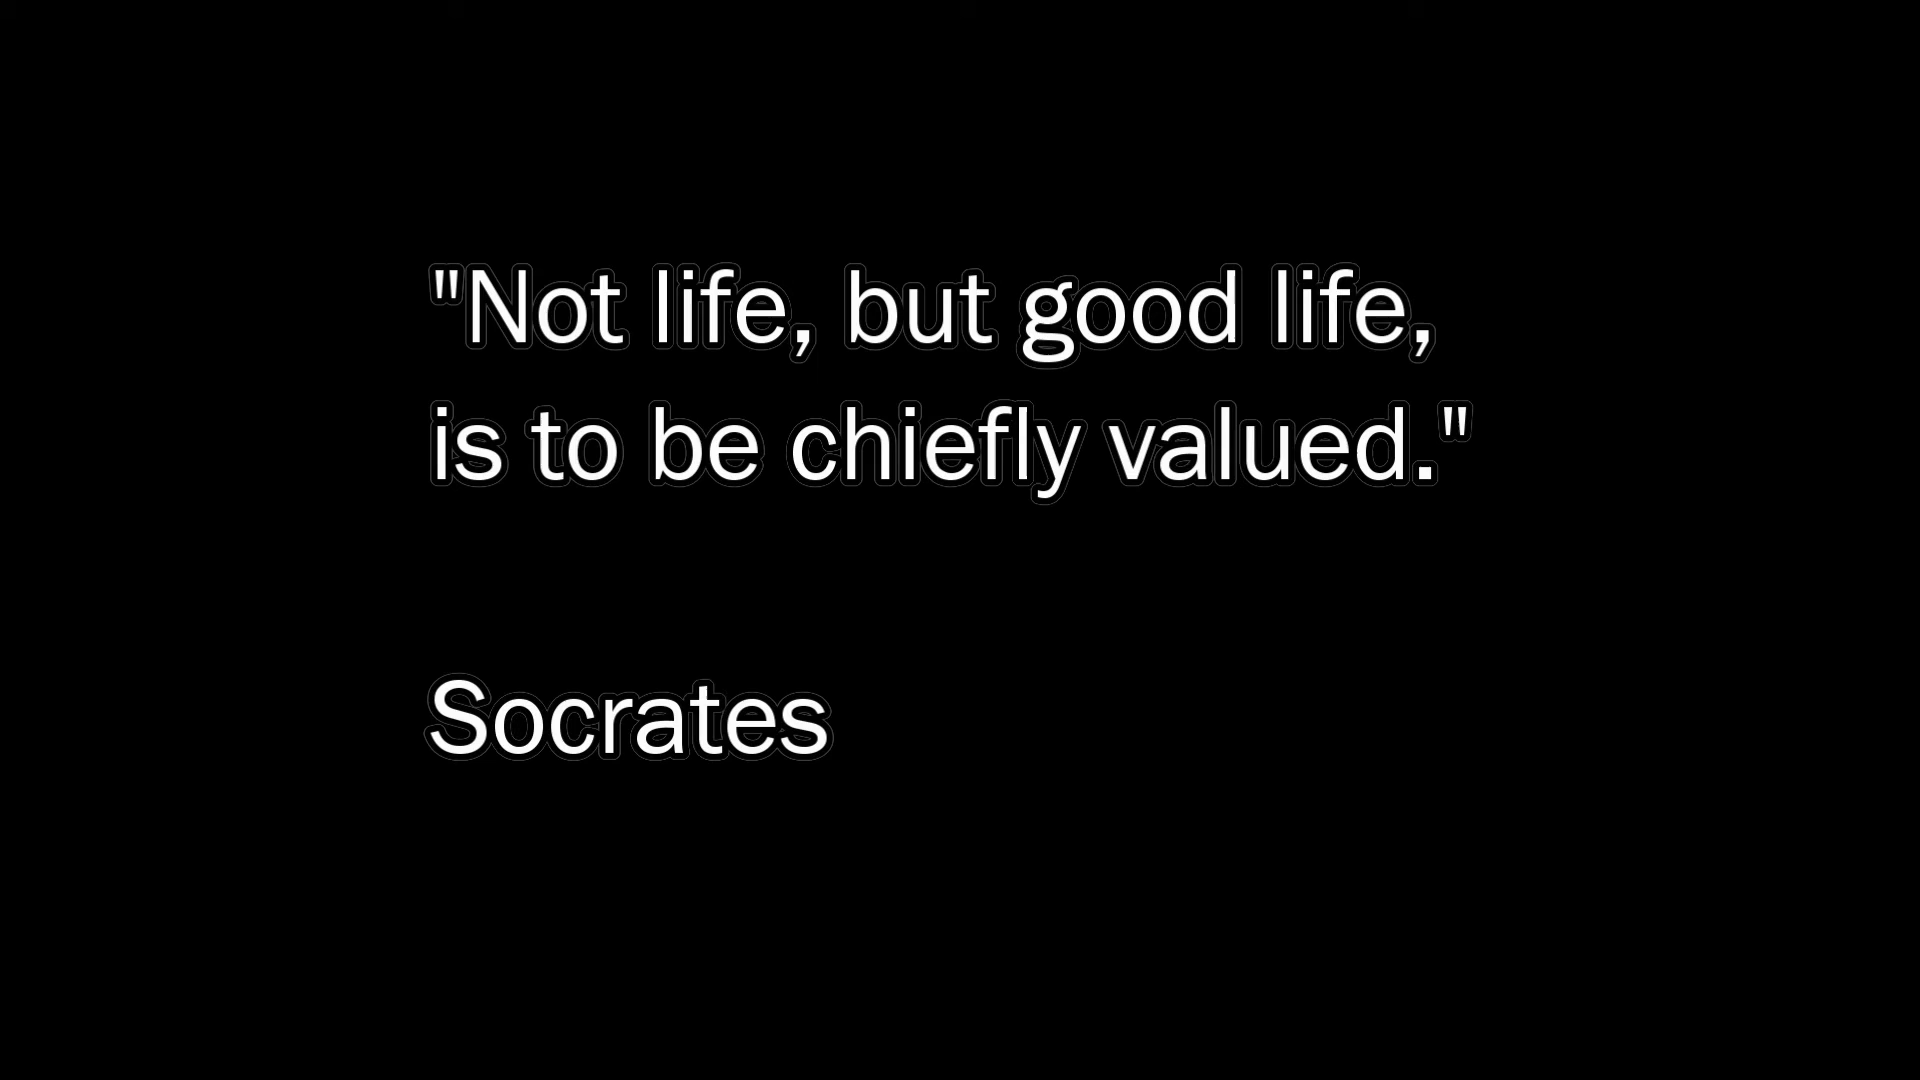 "Not life, but good life,
is to be chiefly valued."
Socrates